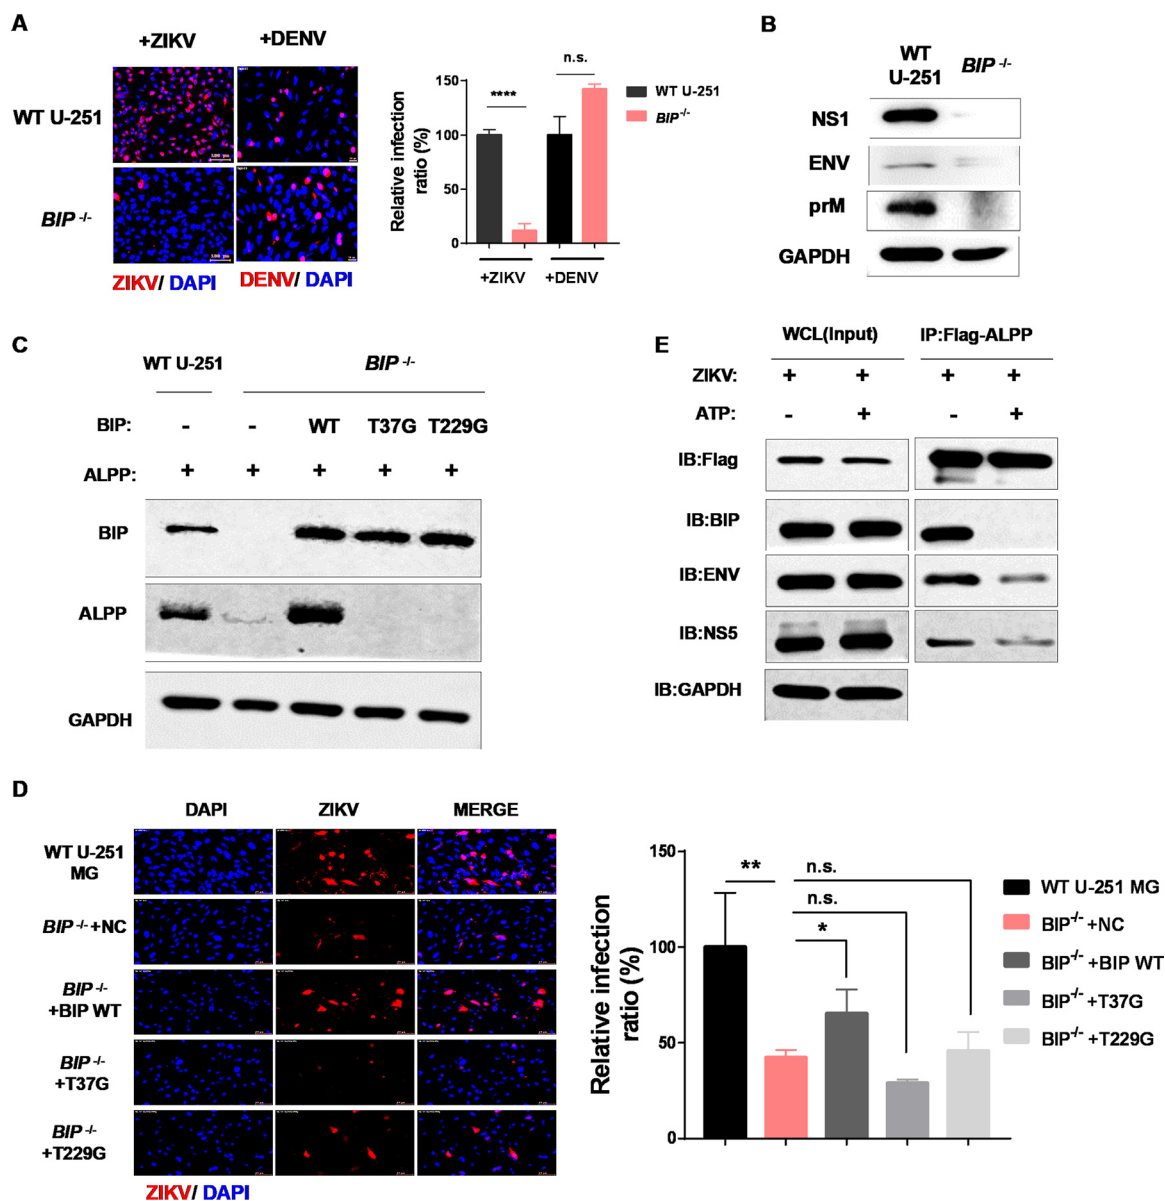 A
+ZIKV +DENV
WT U-251
BIP -/-
ZIKV/ DAPI DENV/ DAPI
Relative infection
ratio (%)
150
100
50
0
****
n.s.
+ZIKV +DENV
WT U-251
BIP-/-
B
WT
U-251 BIP -/-
NS1
ENV
prM
GAPDH
C
WT U-251 BIP -/-
BIP: - - WT T37G T229G
ALPP: + + + + +
BIP
ALPP
GAPDH
E
WCL(Input) IP:Flag-ALPP
ZIKV: + + + +
ATP: - + - +
IB:Flag
IB:BIP
IB:ENV
IB:NS5
IB:GAPDH
D
DAPI ZIKV MERGE
WT U-251
MG
BIP -/- +NC
BIP -/-
+BIP WT
BIP -/-
+T37G
BIP -/-
+T229G
ZIKV/ DAPI
Relative infection
ratio (%)
150
100
50
0
**
n.s.
n.s.
*
WT U-251 MG
BIP-/- +NC
BIP-/- +BIP WT
BIP-/- +T37G
BIP-/- +T229G